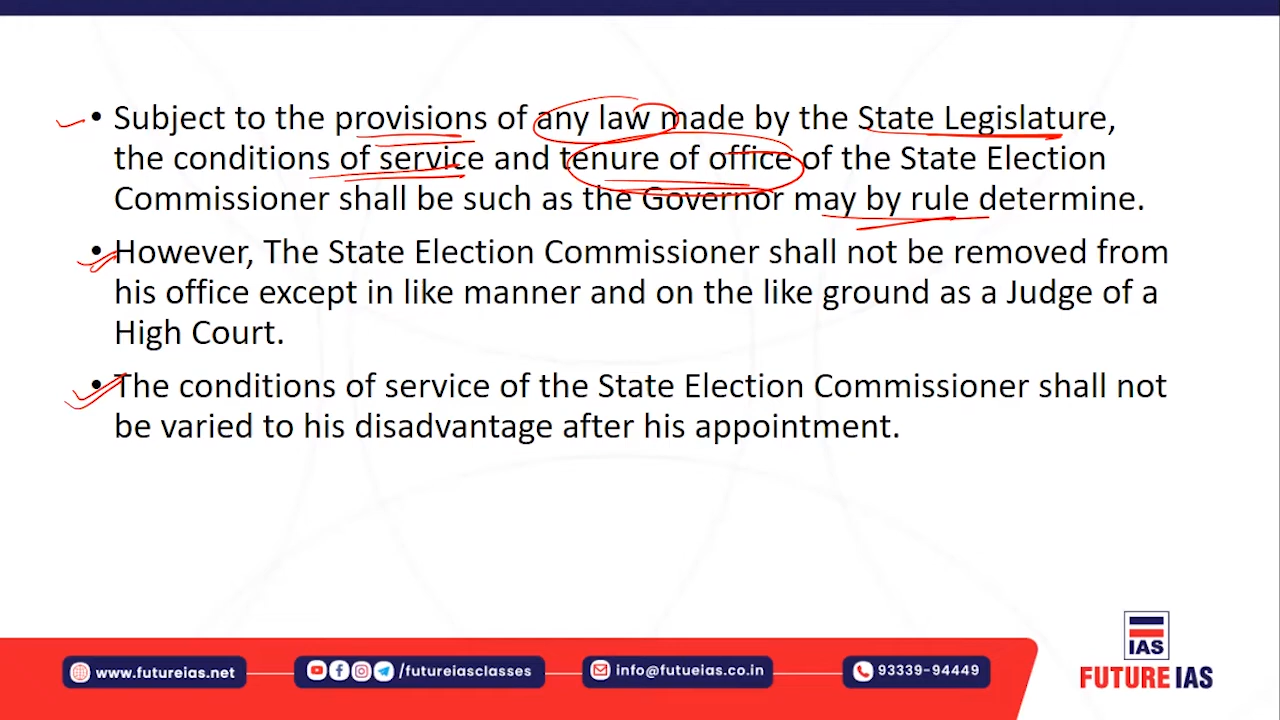 • Subject to the provisions of any law made by the State Legislature,
the conditions of service and tenure of office of the State Election
Commissioner shall be such as the Governor may by rule determine.
• However, The State Election Commissioner shall not be removed from
his office except in like manner and on the like ground as a Judge of a
High Court.
• The conditions of service of the State Election Commissioner shall not
be varied to his disadvantage after his appointment.
IAS
FUTURE IAS
www.futureias.net
/futureiasclasses
info@futueias.co.in
93339-94449